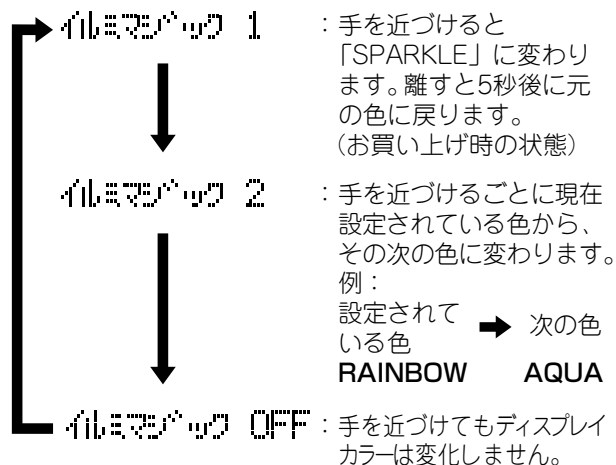 イルミマジック 1 ：手を近づけると
「SPARKLE」に変わり
ます。離すと5秒後に元
の色に戻ります。
（お買い上げ時の状態）
イルミマジック 2 ：手を近づけるごとに現在
設定されている色から、
その次の色に変わります。
例：
設定されて
いる色
次の色
RAINBOW AQUA
イルミマジック OFF：手を近づけてもディスプレイ
カラーは変化しません。